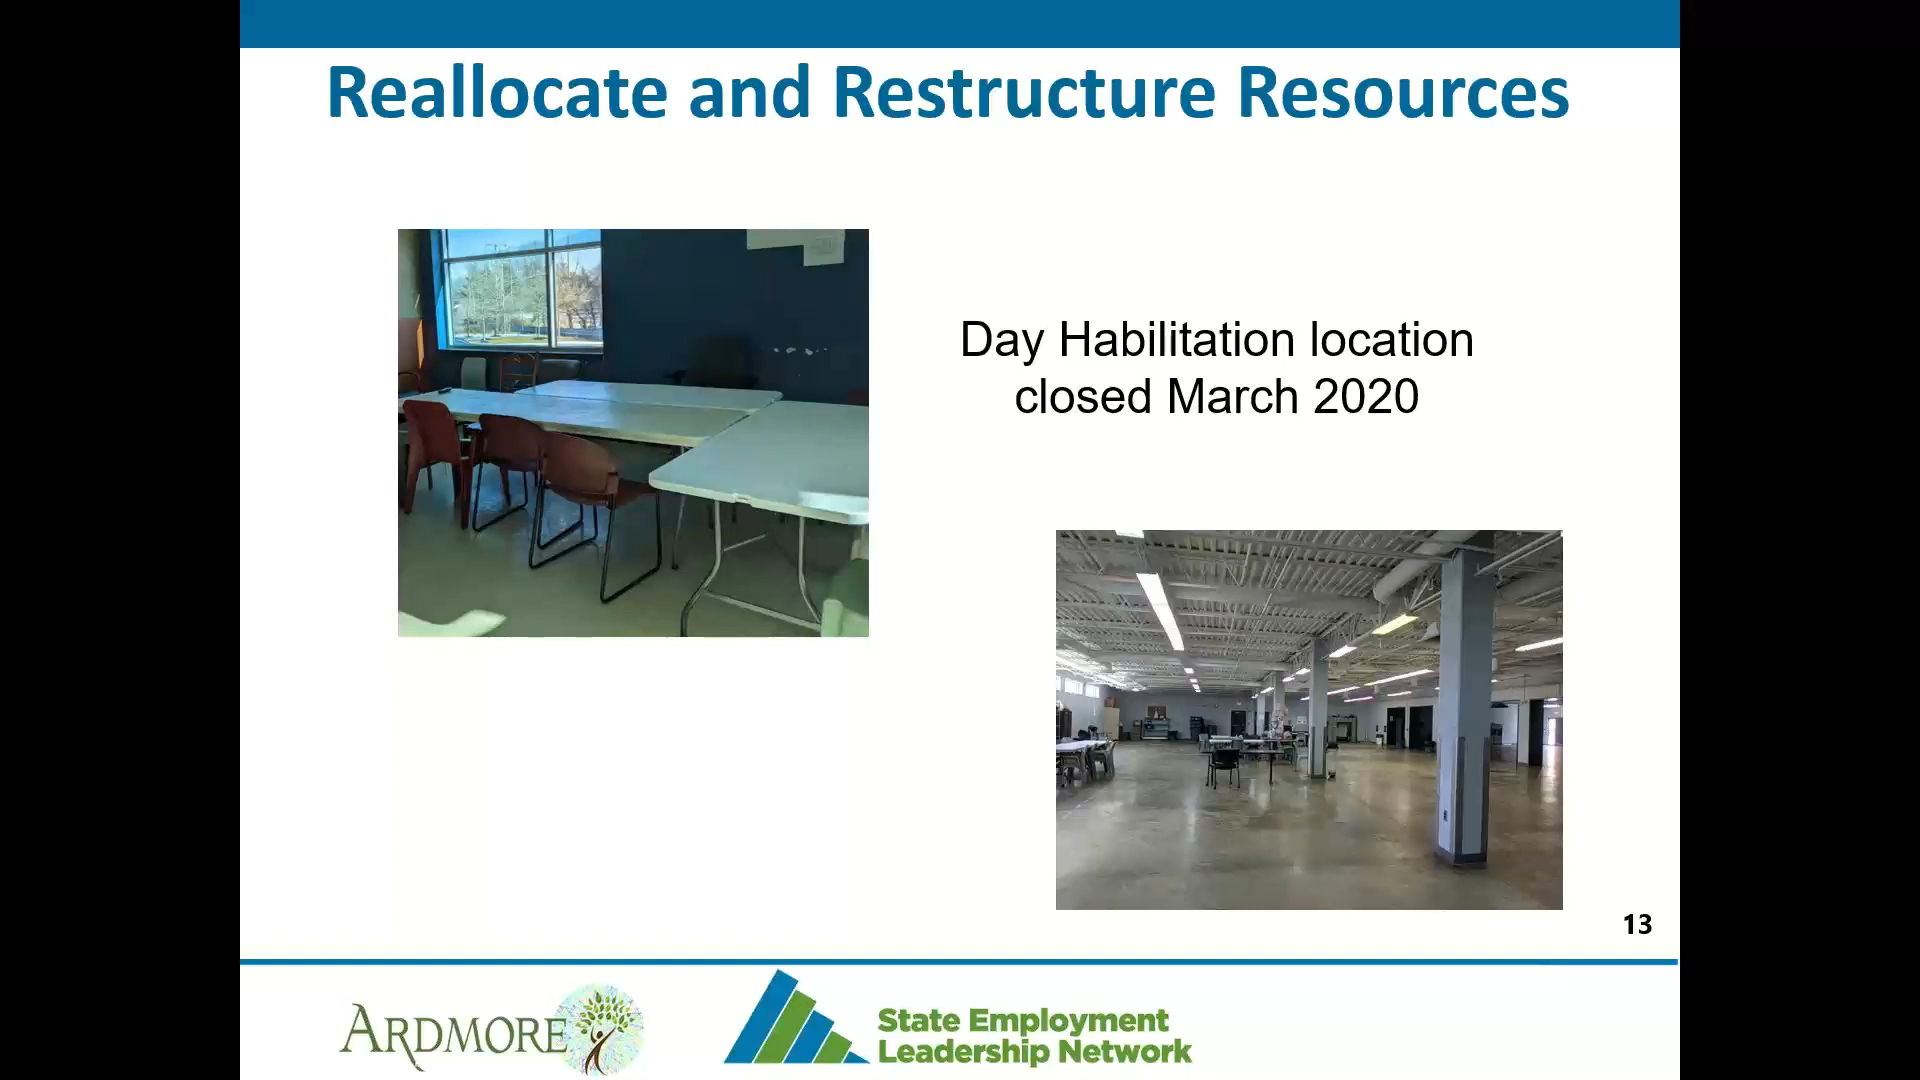 Reallocate and Restructure Resources
Day Habilitation location
closed March 2020
13
ARDMORE
State Employment
Leadership Network